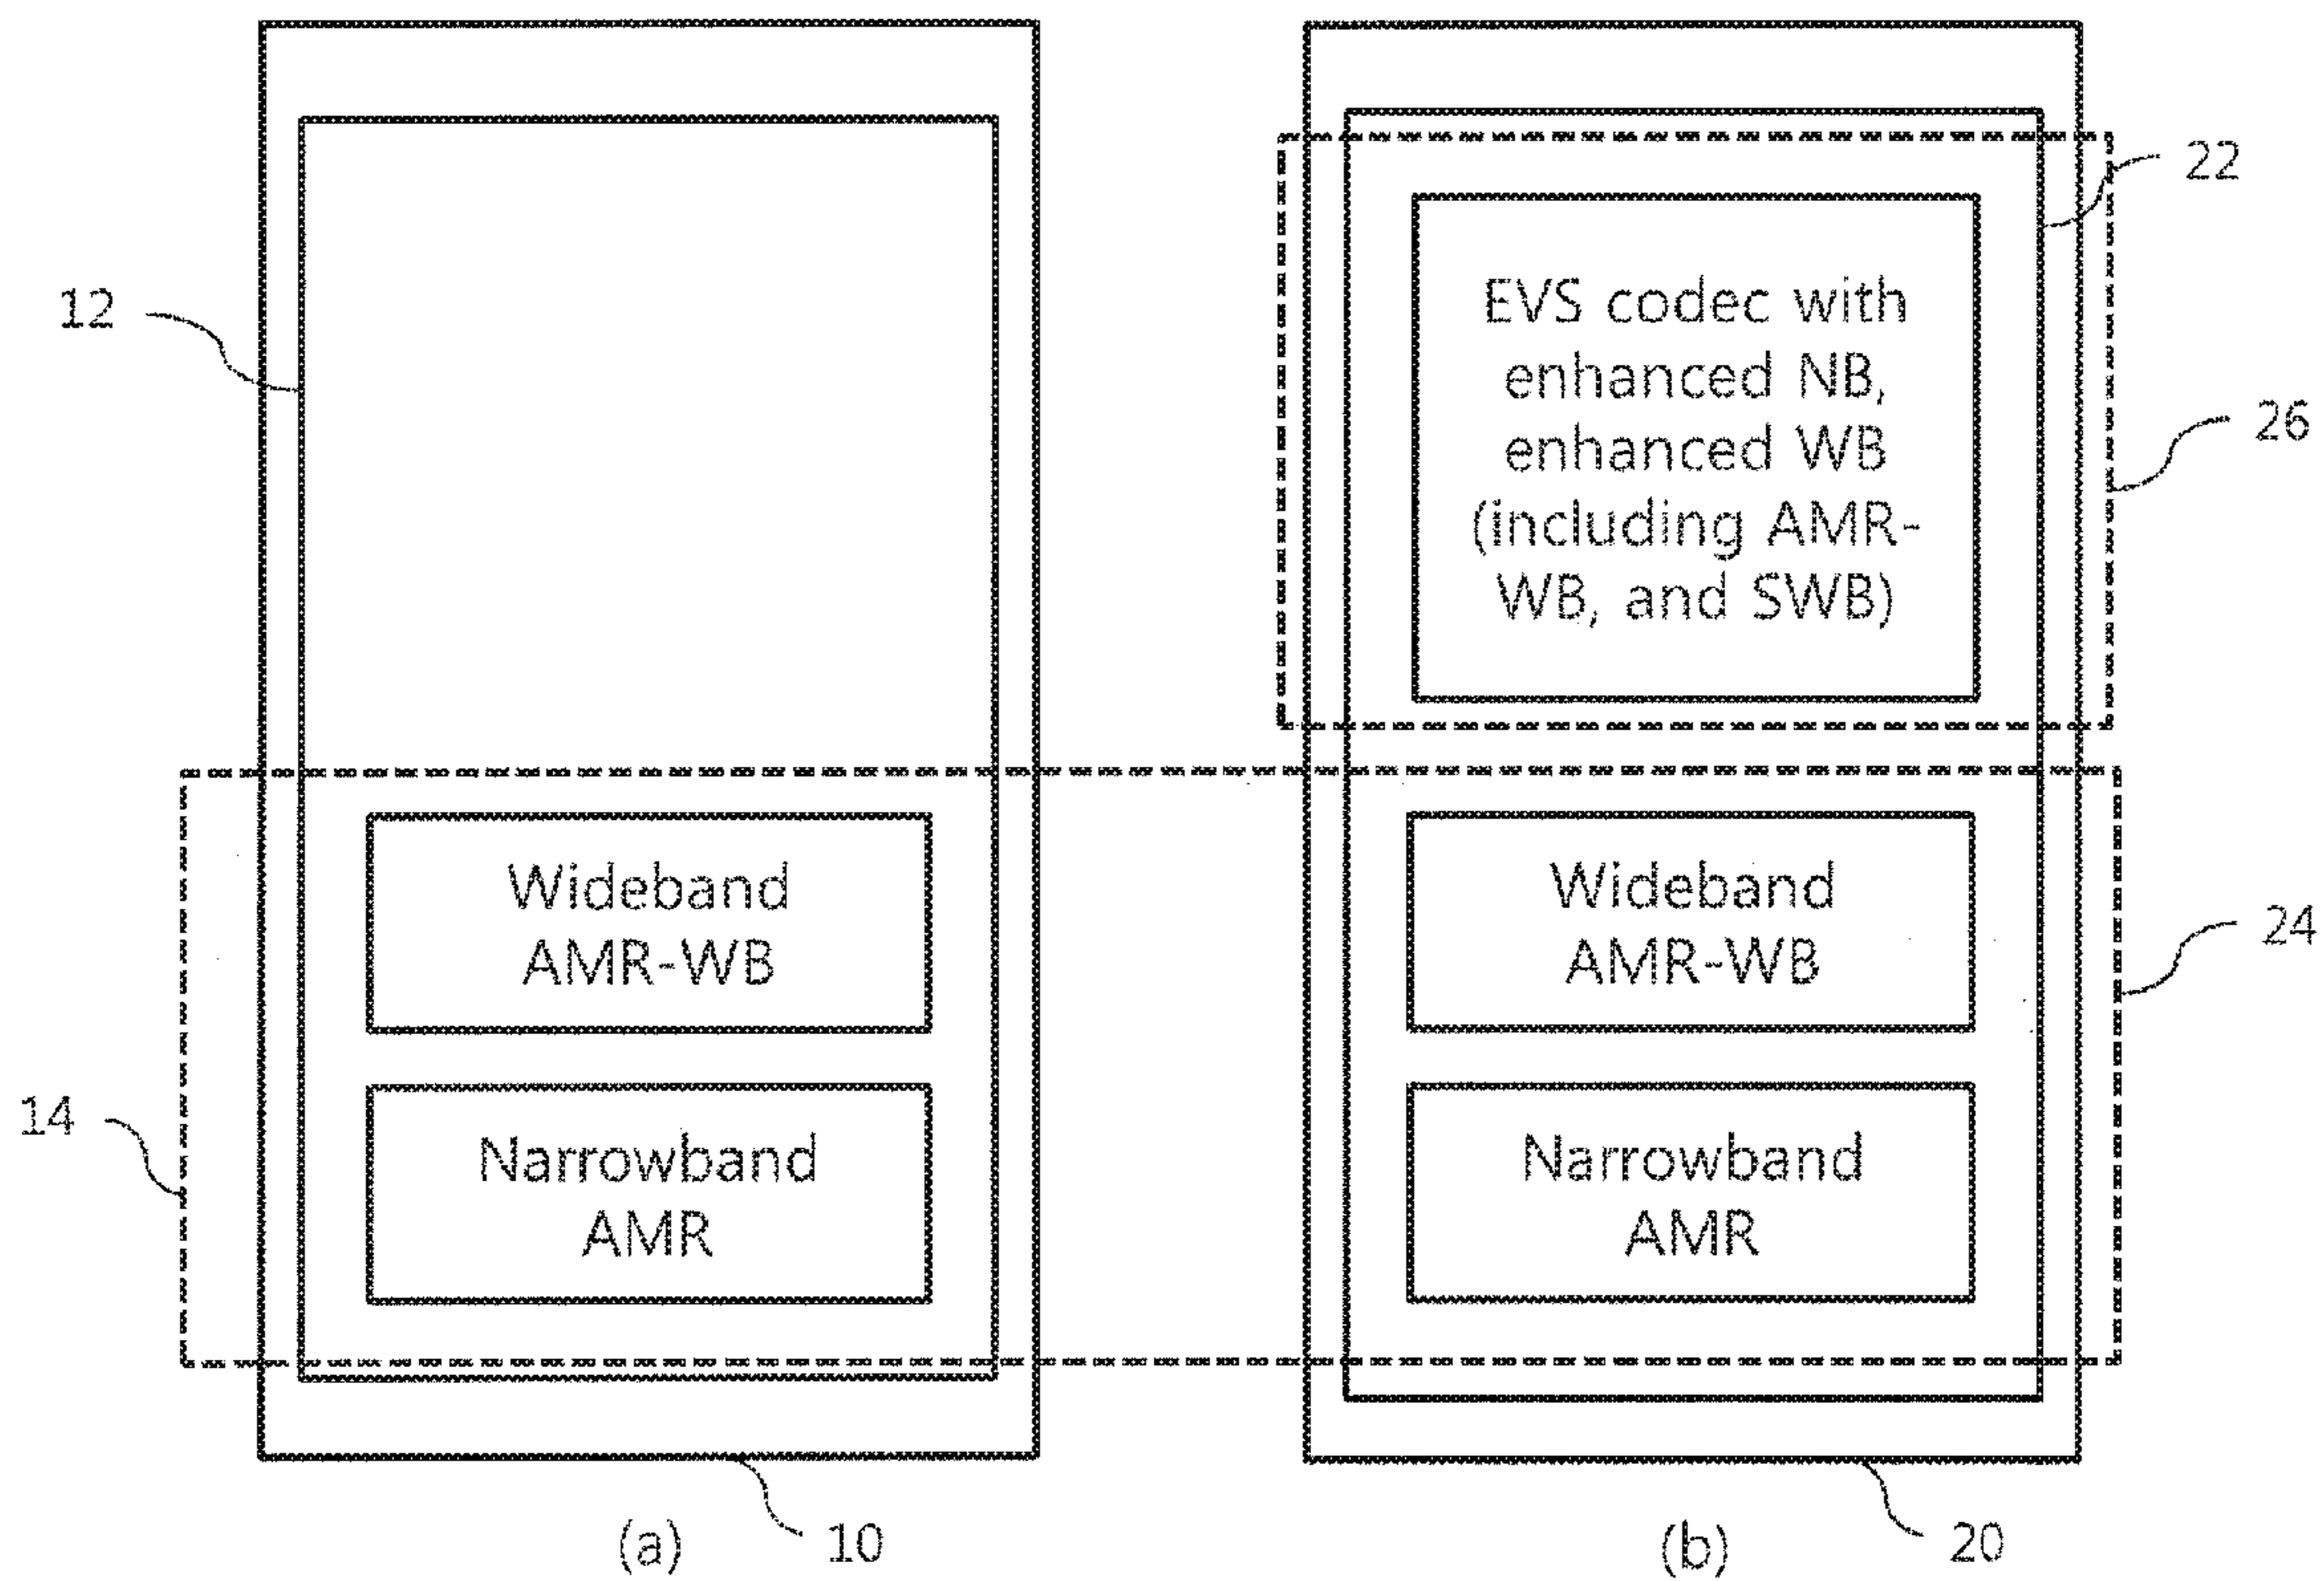 12
Wideband
AMR-WB
Narrowband
AMR
14
10
(a)
EVS codec with
enhanced NB,
enhanced WB
(including AMR-
WB, and SWB)
22
26
Wideband
AMR-WB
Narrowband
AMR
24
20
(b)